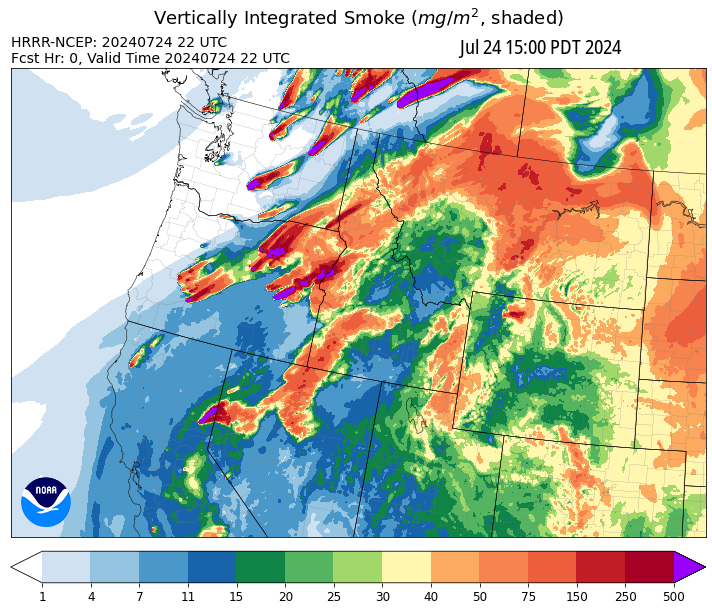 Vertically Integrated Smoke (mg/m², shaded)
HRRR-NCEP: 20240724 22 UTC
Jul 24 15:00 PDT 2024
Fcst Hr: 0, Valid Time 20240724 22 UTC
NOAA
1 4 7 11 15 20 25 30 40 50 75 150 250 500